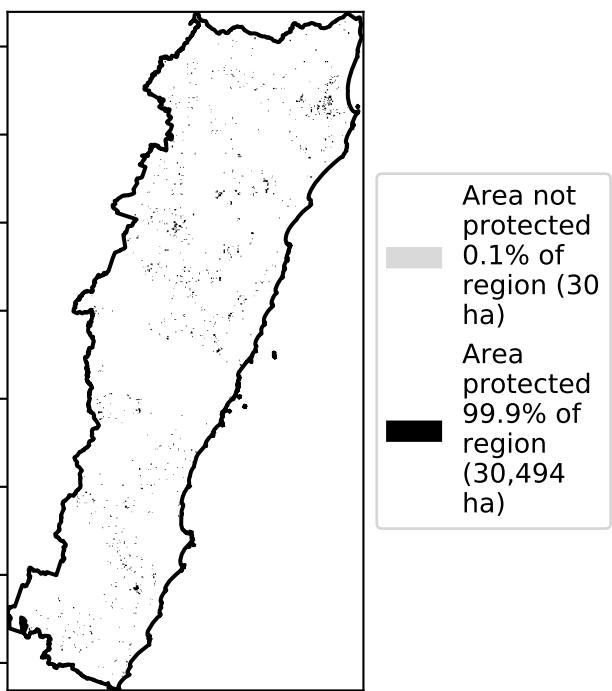 Area not
protected
0.1% of
region (30
ha)
Area
protected
99.9% of
region
(30,494
ha)